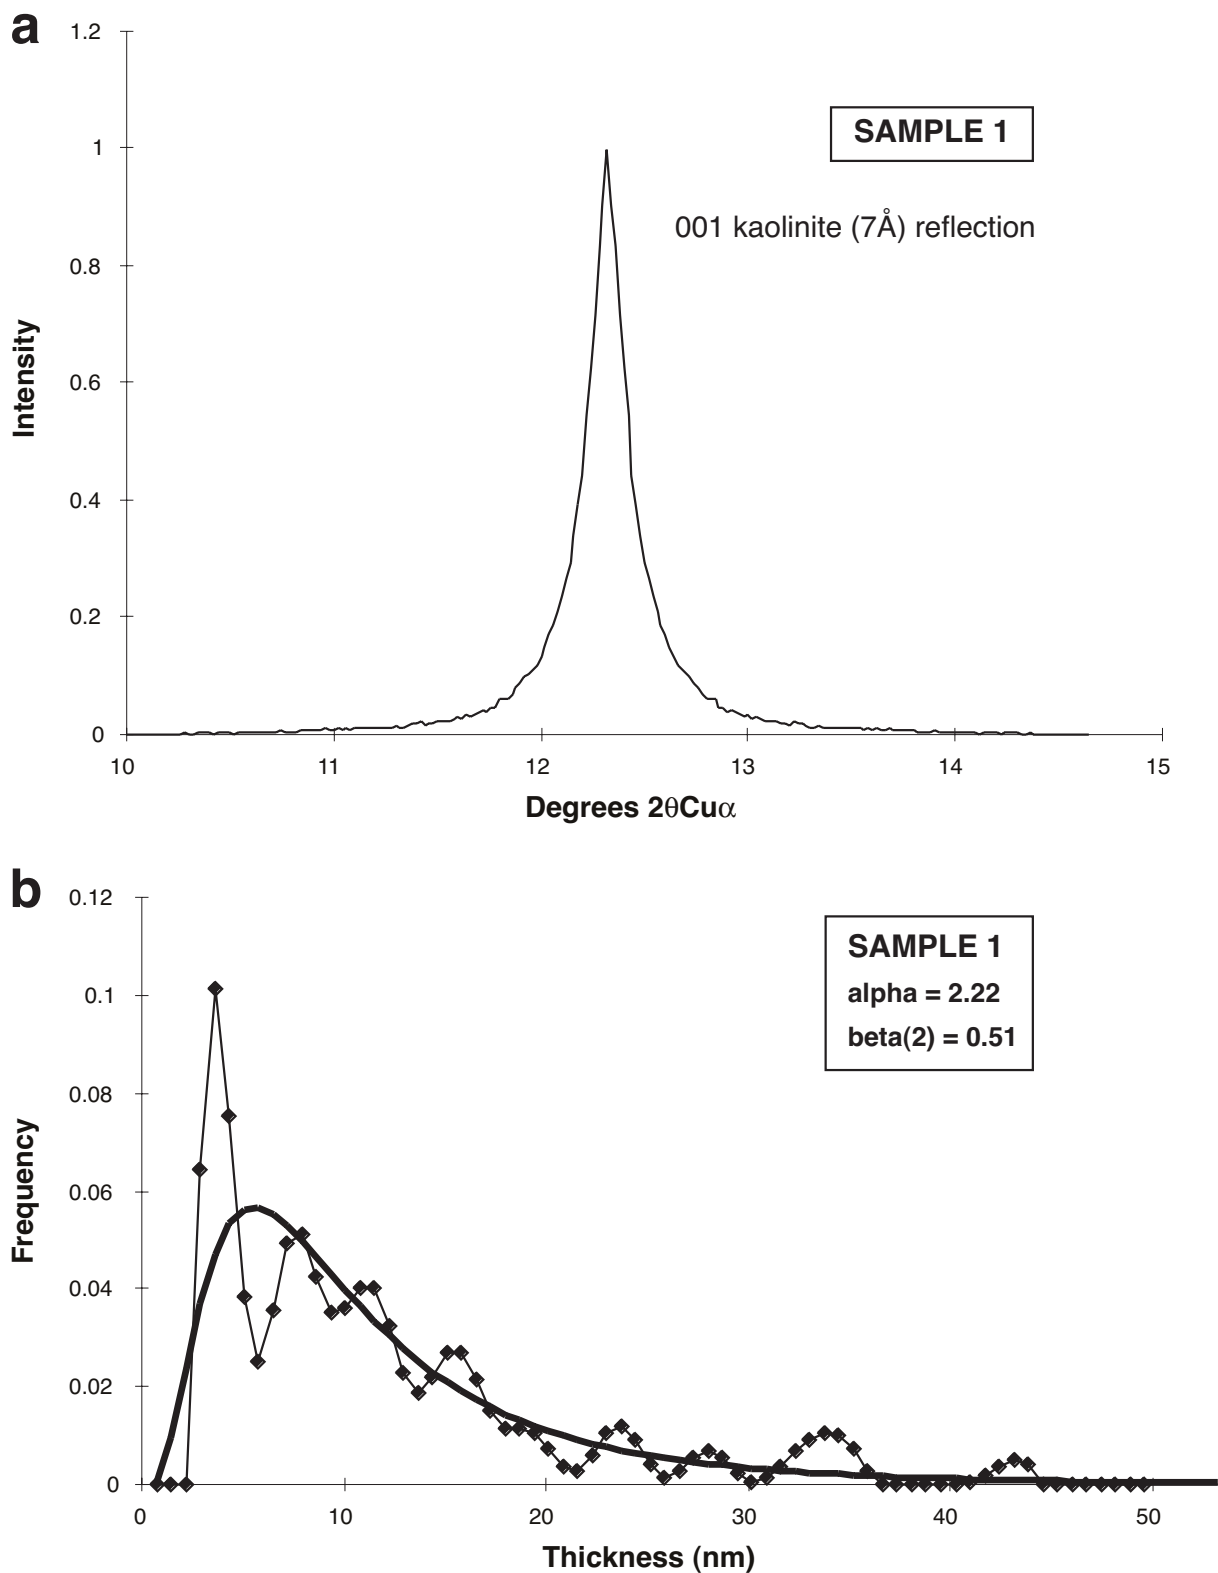 a
1.2
1
0.8
0.6
0.4
0.2
0
Intensity
SAMPLE 1
001 kaolinite (7Å) reflection
10 11 12 13 14 15
Degrees 2θCuα
b
0.12
0.1
0.08
0.06
0.04
0.02
0
Frequency
SAMPLE 1
alpha = 2.22
beta(2) = 0.51
0 10 20 30 40 50
Thickness (nm)